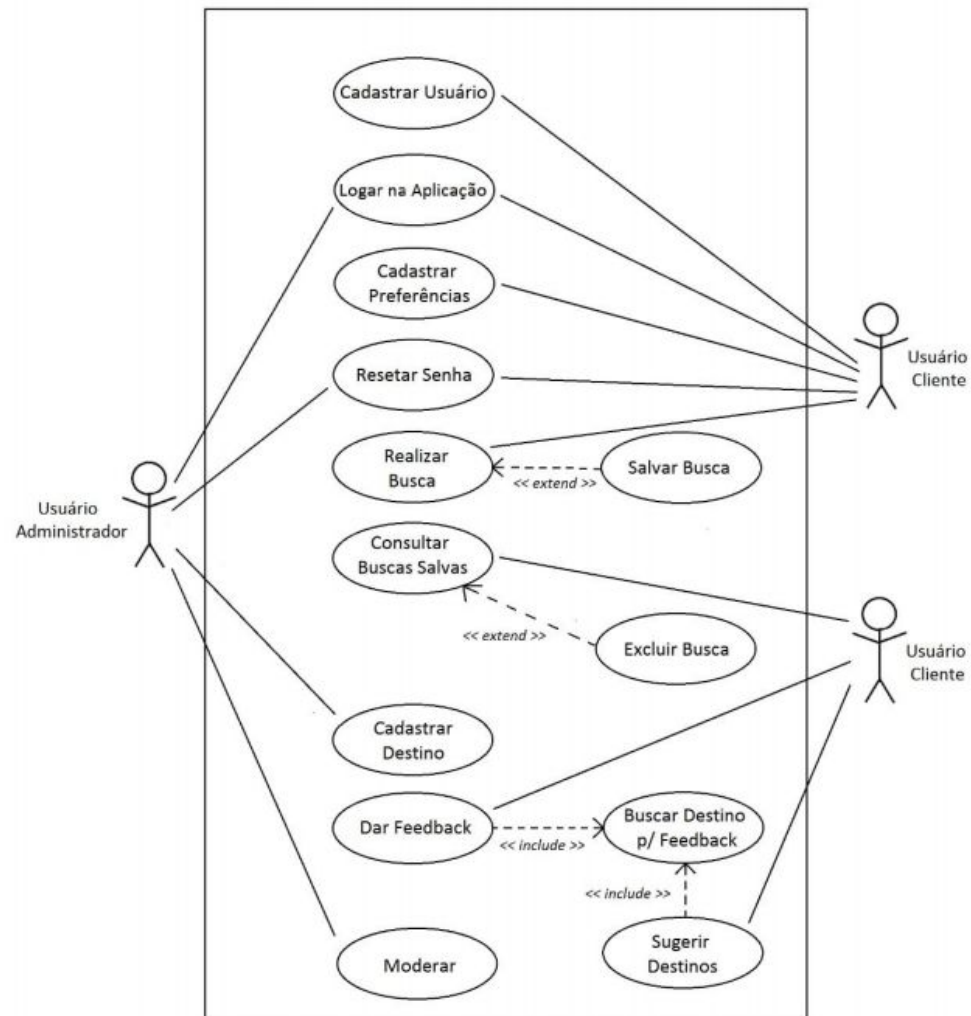 Cadastrar Usuário
Logar na Aplicação
Cadastrar
Preferências
Usuário
Cliente
Resetar Senha
Realizar
Busca
<< extend >>
Salvar Busca
Usuário
Administrador
Consultar
Buscas Salvas
<< extend >>
Excluir Busca
Usuário
Cliente
Cadastrar
Destino
Dar Feedback
<< include >>
Buscar Destino
p/ Feedback
<< include >>
Moderar
Sugerir
Destinos